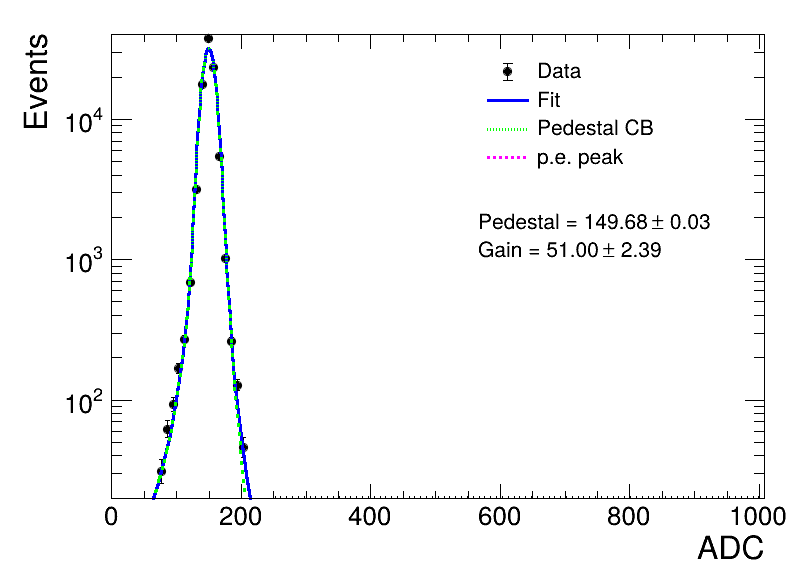 Events
10^4
10^3
10^2
Data
Fit
Pedestal CB
p.e. peak
Pedestal = 149.68 ± 0.03
Gain = 51.00 ± 2.39
0 200 400 600 800 1000
ADC